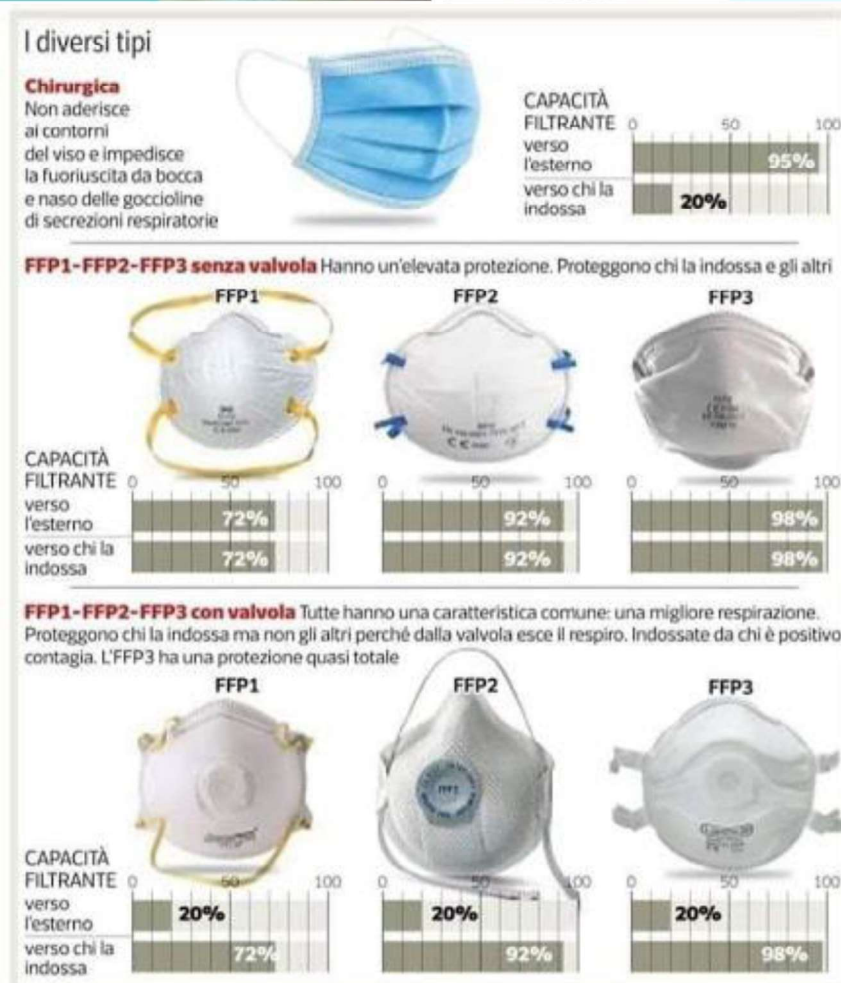 I diversi tipi
Chirurgica
Non aderisce
ai contorni
del viso e impedisce
la fuoriuscita da bocca
e naso delle goccioline
di secrezioni respiratorie
CAPACITÀ
FILTRANTE 0 50 100
verso
l'esterno 95%
verso chi la
indossa 20%
FFP1-FFP2-FFP3 senza valvola Hanno un'elevata protezione. Proteggono chi la indossa e gli altri
FFP1 FFP2 FFP3
CAPACITÀ
FILTRANTE 0 50 100 0 50 100 0 50 100
verso
l'esterno 72% 92% 98%
verso chi la
indossa 72% 92% 98%
FFP1-FFP2-FFP3 con valvola Tutte hanno una caratteristica comune: una migliore respirazione.
Proteggono chi la indossa ma non gli altri perché dalla valvola esce il respiro. Indossate da chi è positivo
contagia. L'FFP3 ha una protezione quasi totale
FFP1 FFP2 FFP3
CAPACITÀ
FILTRANTE 0 50 100 0 50 100 0 50 100
verso
l'esterno 20% 20% 20%
verso chi la
indossa 72% 92% 98%